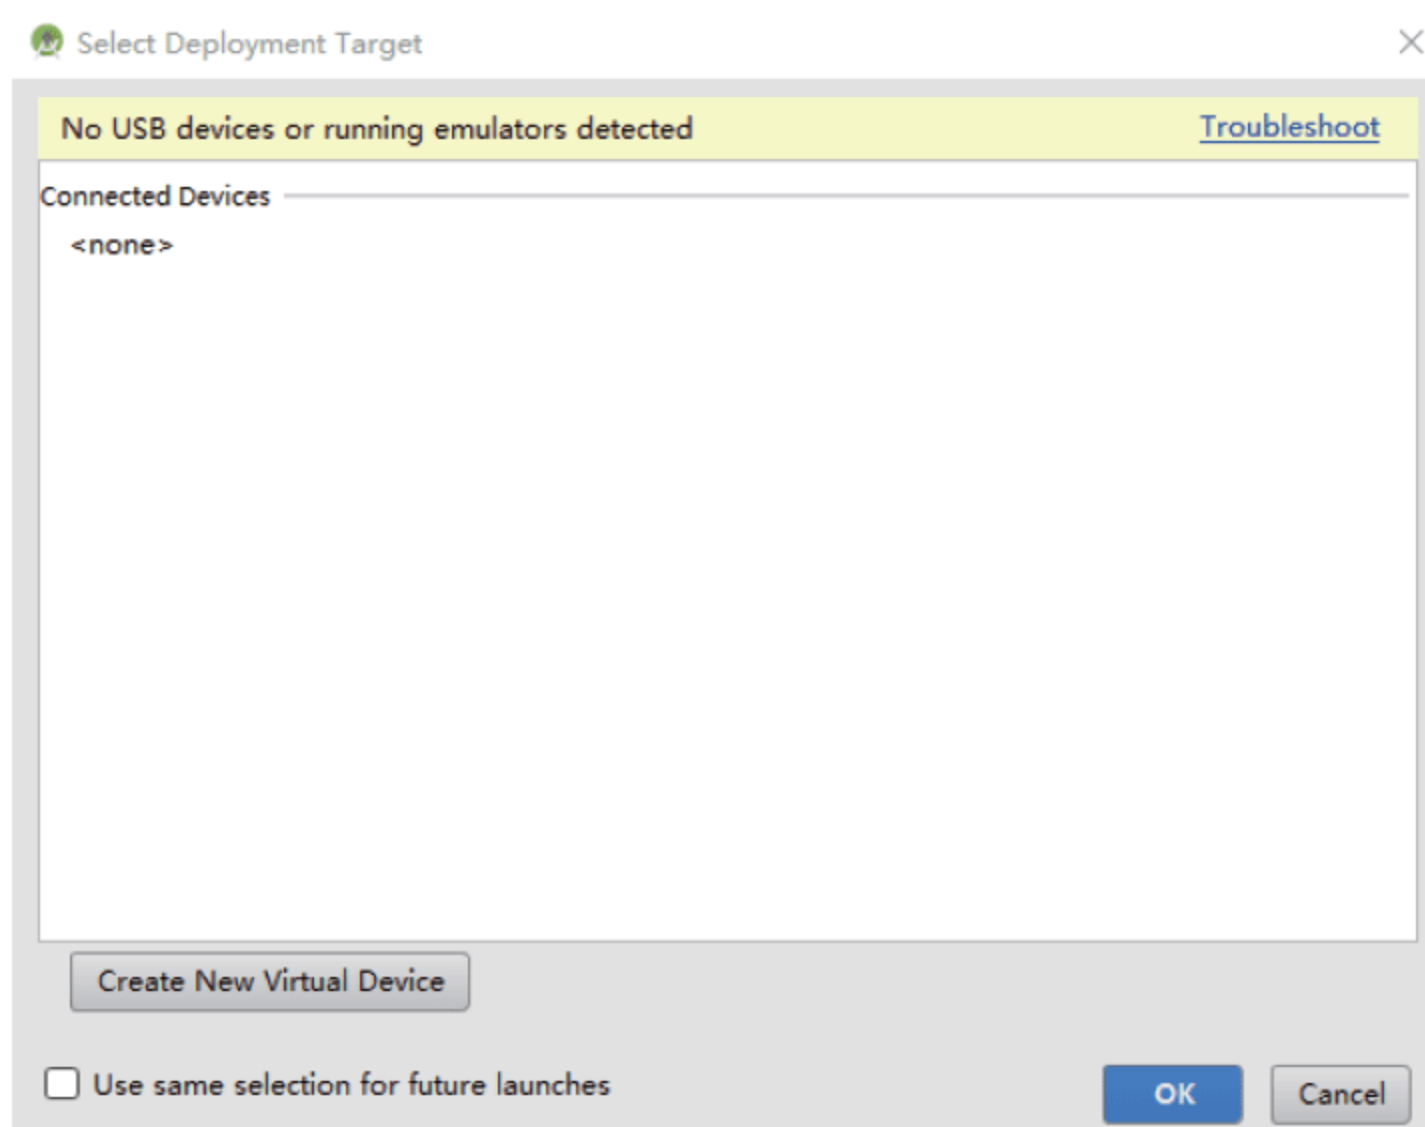 Select Deployment Target
No USB devices or running emulators detected Troubleshoot
Connected Devices
<none>
Create New Virtual Device
Use same selection for future launches
OK Cancel